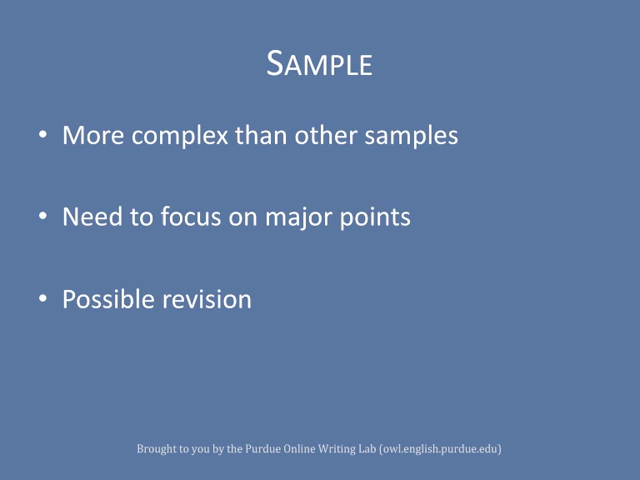 SAMPLE
• More complex than other samples
• Need to focus on major points
• Possible revision
Brought to you by the Purdue Online Writing Lab (owl.english.purdue.edu)